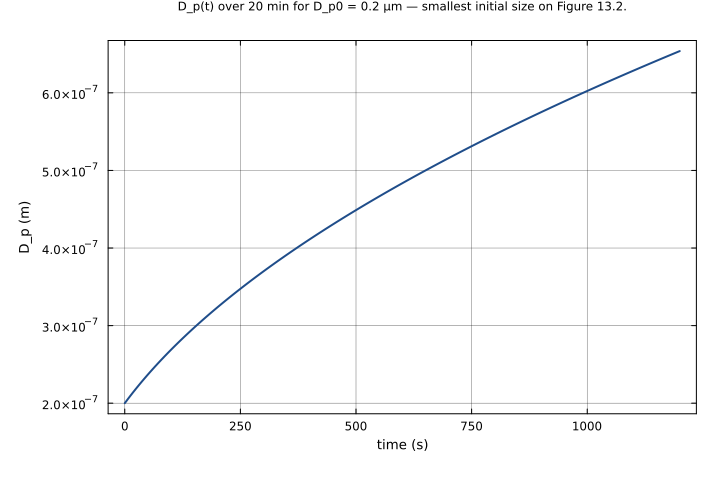 D_p(t) over 20 min for D_p0 = 0.2 μm — smallest initial size on Figure 13.2.
6.0×10⁻⁷
5.0×10⁻⁷
4.0×10⁻⁷
3.0×10⁻⁷
2.0×10⁻⁷
D_p (m)
0 250 500 750 1000
time (s)